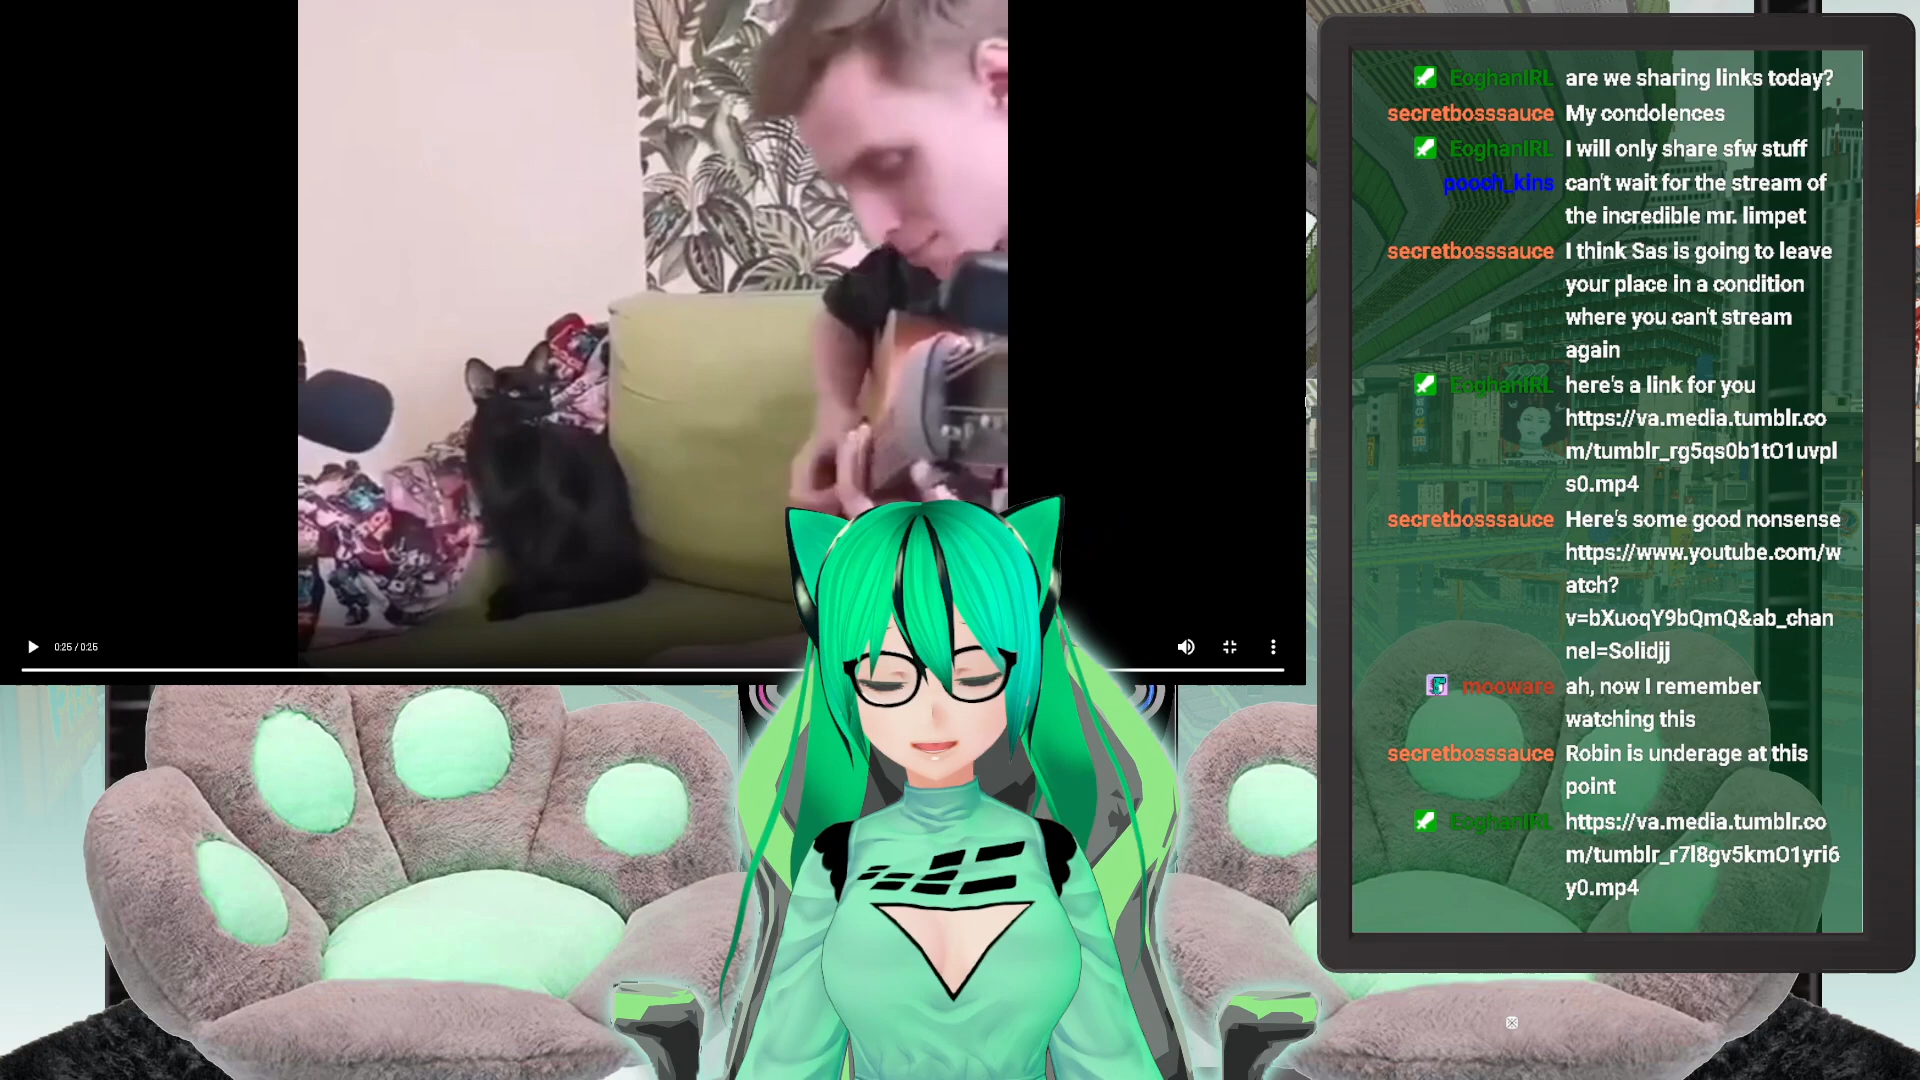 EoghanIRL are we sharing links today?
secretbosssauce My condolences
EoghanIRL I will only share sfw stuff
pooch_kins can't wait for the stream of
the incredible mr. limpet
secretbosssauce I think Sas is going to leave
your place in a condition
where you can't stream
again
EoghanIRL here's a link for you
https://va.media.tumblr.co
m/tumblr_rg5qs0b1tO1uvpl
s0.mp4
secretbosssauce Here's some good nonsense
https://www.youtube.com/w
atch?
v=bXuoqY9bQmQ&ab_chan
nel=Solidjj
mooware ah, now I remember
watching this
secretbosssauce Robin is underage at this
point
EoghanIRL https://va.media.tumblr.co
m/tumblr_r7l8gv5kmO1yri6
y0.mp4
0:25 / 0:25